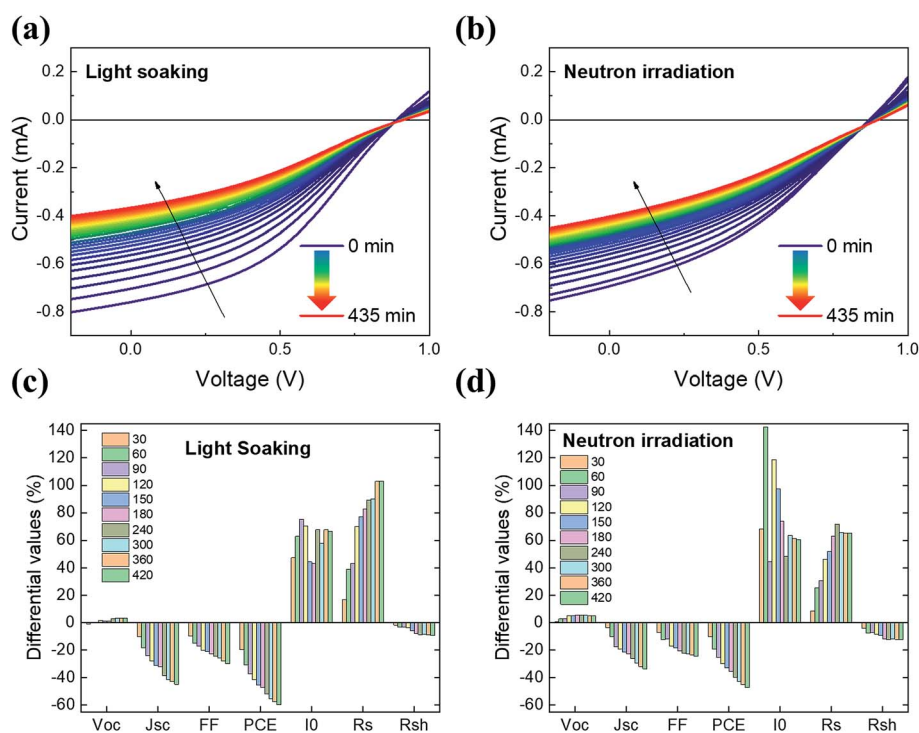 (a)
Light soaking
Current (mA)
0.2
0.0
-0.2
-0.4
-0.6
-0.8
0 min
435 min
0.0 0.5 1.0
Voltage (V)
(b)
Neutron irradiation
Current (mA)
0.2
0.0
-0.2
-0.4
-0.6
-0.8
0 min
435 min
0.0 0.5 1.0
Voltage (V)
(c)
Light Soaking
Differential values (%)
140
120
100
80
60
40
20
0
-20
-40
-60
30
60
90
120
150
180
240
300
360
420
Voc Jsc FF PCE I0 Rs Rsh
(d)
Neutron irradiation
Differential values (%)
140
120
100
80
60
40
20
0
-20
-40
-60
30
60
90
120
150
180
240
300
360
420
Voc Jsc FF PCE I0 Rs Rsh